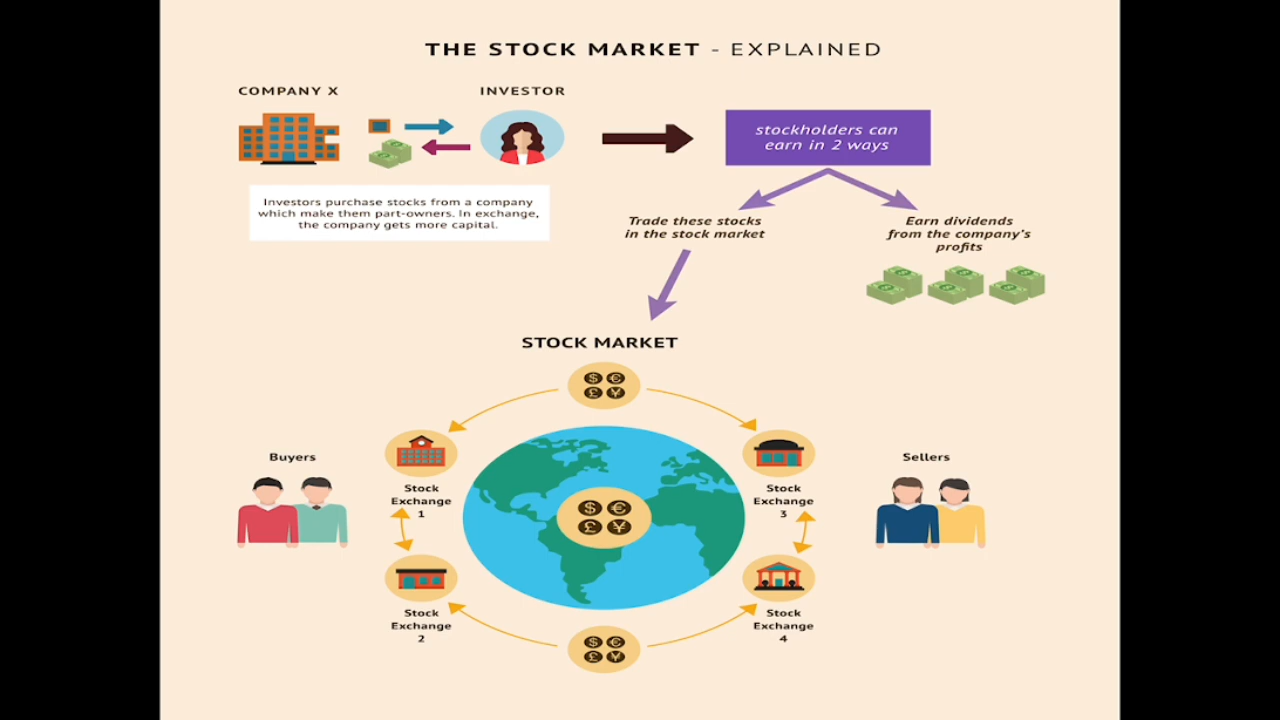 THE STOCK MARKET - EXPLAINED
COMPANY X
INVESTOR
stockholders can
earn in 2 ways
Investors purchase stocks from a company
which make them part-owners. In exchange,
the company gets more capital.
Trade these stocks
in the stock market
Earn dividends
from the company's
profits
STOCK MARKET
$ €
£ ¥
Buyers
Stock
Exchange
1
$ €
£ ¥
Stock
Exchange
3
Sellers
Stock
Exchange
2
$ €
£ ¥
Stock
Exchange
4